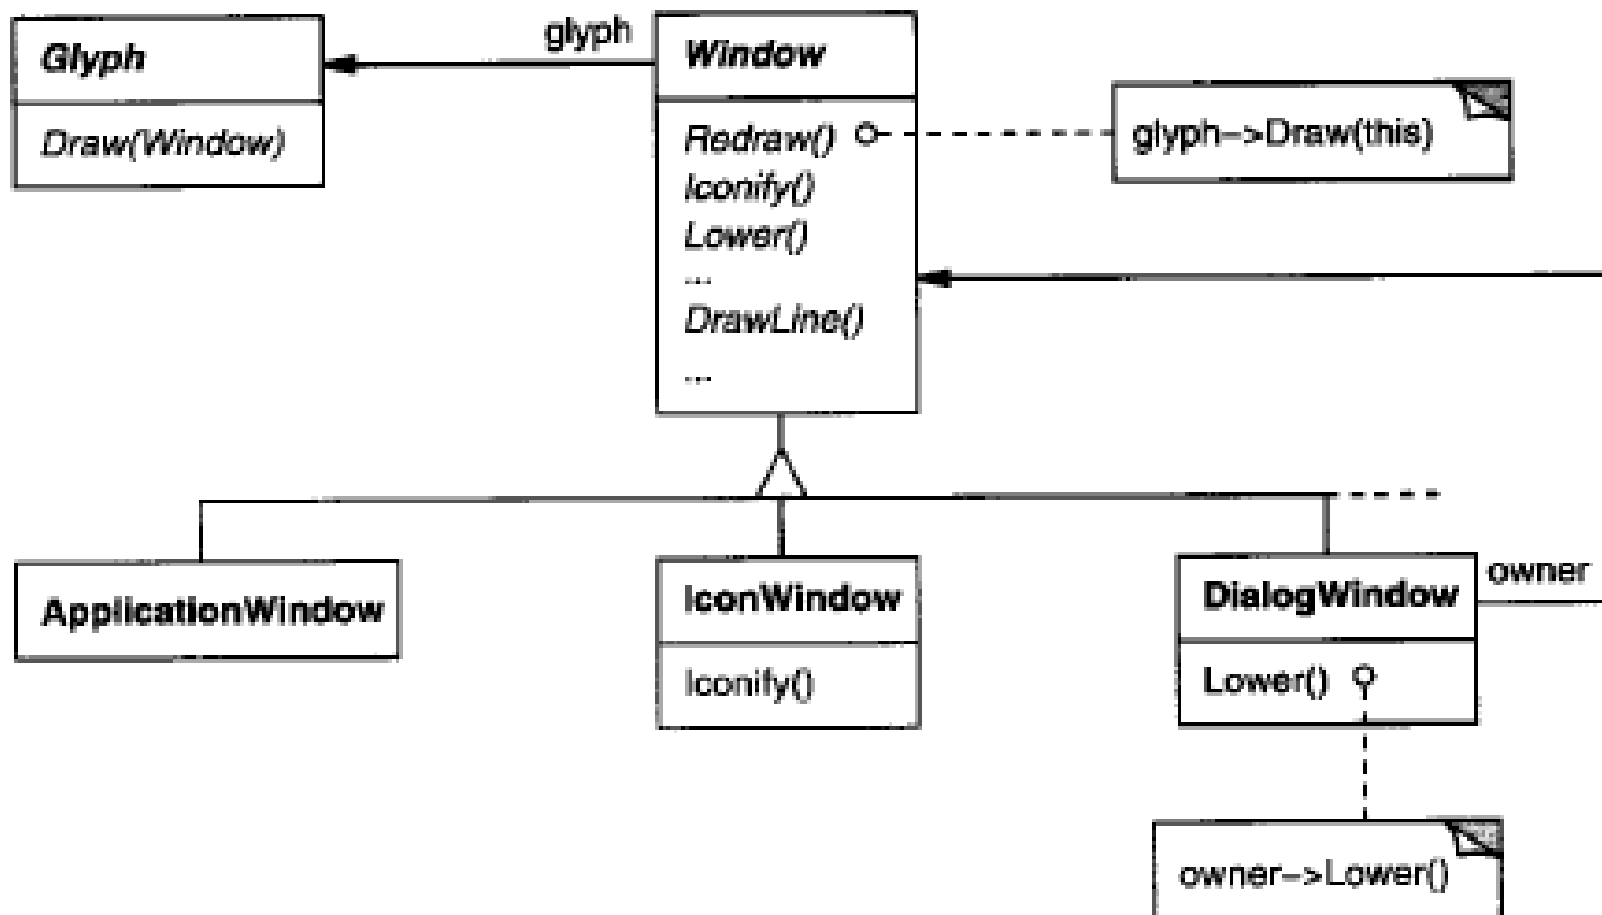 Glyph
Draw(Window)
glyph
Window
Redraw()
Iconify()
Lower()
...
DrawLine()
...
glyph->Draw(this)
ApplicationWindow
IconWindow
Iconify()
DialogWindow
Lower()
owner
owner->Lower()